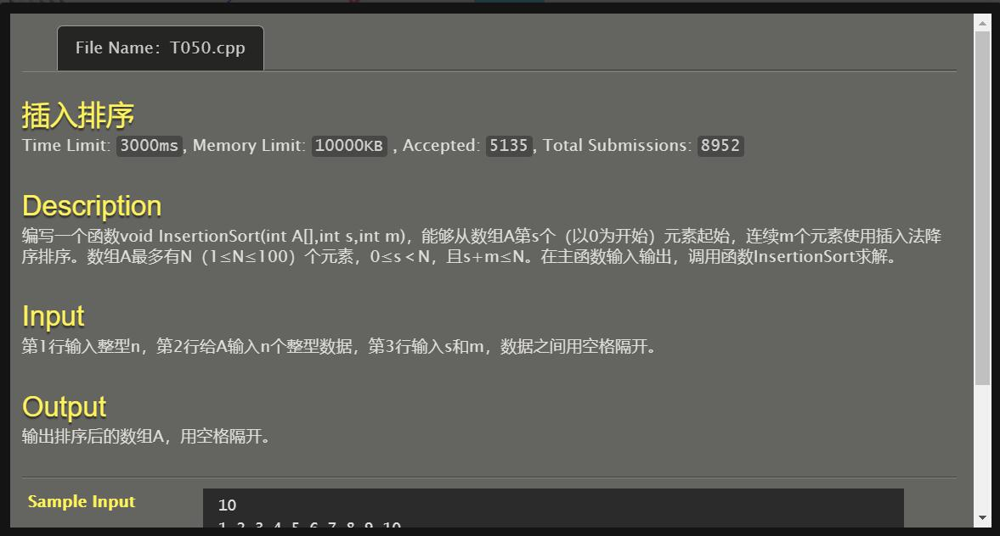 File Name：T050.cpp
插入排序
Time Limit: 3000ms, Memory Limit: 10000KB , Accepted: 5135, Total Submissions: 8952
Description
编写一个函数void InsertionSort(int A[],int s,int m)，能够从数组A第s个（以0为开始）元素起始，连续m个元素使用插入法降
序排序。数组A最多有N（1≤N≤100）个元素，0≤s＜N，且s+m≤N。在主函数输入输出，调用函数InsertionSort求解。
Input
第1行输入整型n，第2行给A输入n个整型数据，第3行输入s和m，数据之间用空格隔开。
Output
输出排序后的数组A，用空格隔开。
Sample Input
10
1 2 3 4 5 6 7 8 9 10